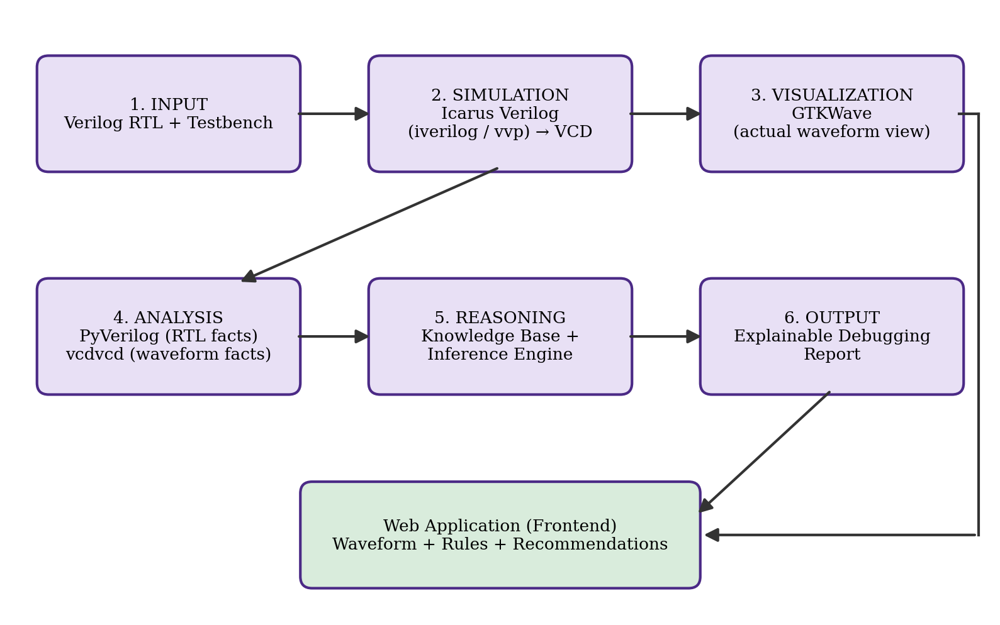 1. INPUT
Verilog RTL + Testbench
2. SIMULATION
Icarus Verilog
(iverilog / vvp) → VCD
3. VISUALIZATION
GTKWave
(actual waveform view)
4. ANALYSIS
PyVerilog (RTL facts)
vcdvcd (waveform facts)
5. REASONING
Knowledge Base +
Inference Engine
6. OUTPUT
Explainable Debugging
Report
Web Application (Frontend)
Waveform + Rules + Recommendations